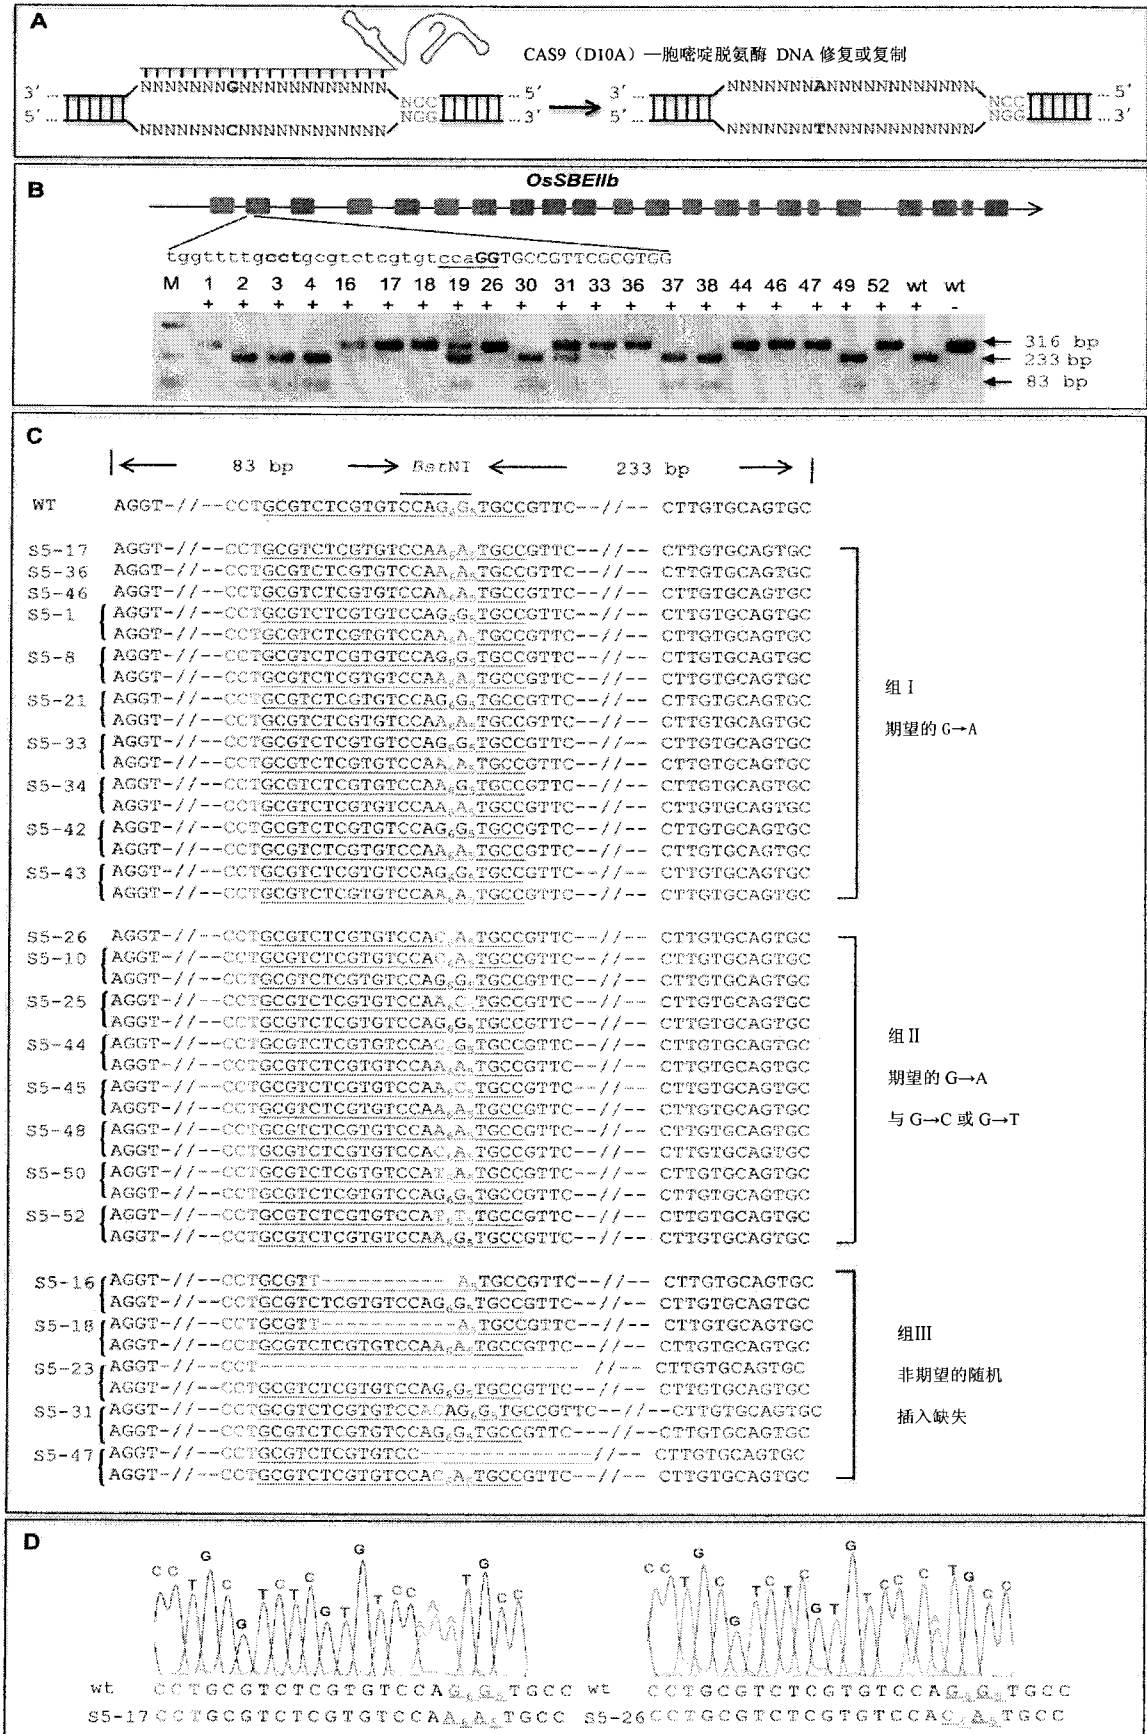 A
CAS9（D10A）—胞嘧啶脱氨酶 DNA 修复或复制
3′ ... NNNNNNNGNNNNNNNNNNNN NCC ... 5′
5′ ... NNNNNNNCNNNNNNNNNNNN NGG ... 3′
3′ ... NNNNNNNANNNNNNNNNNNN NCC ... 5′
5′ ... NNNNNNNTNNNNNNNNNNNN NGG ... 3′
B
OsSBEIIb
tggttttgcctgcgtctcgtgtccaGGTGCCGTTCGCGTGG
M 1 2 3 4 16 17 18 19 26 30 31 33 36 37 38 44 46 47 49 52 wt wt
+ + + + + + + + + + + + + + + + + + + + + -
316 bp
233 bp
83 bp
C
83 bp BstNI 233 bp
WT AGGT-//--CCTGCGTCTCGTGTCCAG₆G₅TGCCGTTC--//-- CTTGTGCAGTGC
S5-17 AGGT-//--CCTGCGTCTCGTGTCCAA₆A₅TGCCGTTC--//-- CTTGTGCAGTGC
S5-36 AGGT-//--CCTGCGTCTCGTGTCCAA₆A₅TGCCGTTC--//-- CTTGTGCAGTGC
S5-46 AGGT-//--CCTGCGTCTCGTGTCCAA₆A₅TGCCGTTC--//-- CTTGTGCAGTGC
S5-1 AGGT-//--CCTGCGTCTCGTGTCCAG₆G₅TGCCGTTC--//-- CTTGTGCAGTGC
AGGT-//--CCTGCGTCTCGTGTCCAA₆A₅TGCCGTTC--//-- CTTGTGCAGTGC
S5-8 AGGT-//--CCTGCGTCTCGTGTCCAG₆G₅TGCCGTTC--//-- CTTGTGCAGTGC
AGGT-//--CCTGCGTCTCGTGTCCAA₆A₅TGCCGTTC--//-- CTTGTGCAGTGC
S5-21 AGGT-//--CCTGCGTCTCGTGTCCAG₆G₅TGCCGTTC--//-- CTTGTGCAGTGC
AGGT-//--CCTGCGTCTCGTGTCCAA₆A₅TGCCGTTC--//-- CTTGTGCAGTGC
S5-33 AGGT-//--CCTGCGTCTCGTGTCCAG₆G₅TGCCGTTC--//-- CTTGTGCAGTGC
AGGT-//--CCTGCGTCTCGTGTCCAA₆A₅TGCCGTTC--//-- CTTGTGCAGTGC
S5-34 AGGT-//--CCTGCGTCTCGTGTCCAA₆G₅TGCCGTTC--//-- CTTGTGCAGTGC
AGGT-//--CCTGCGTCTCGTGTCCAA₆A₅TGCCGTTC--//-- CTTGTGCAGTGC
S5-42 AGGT-//--CCTGCGTCTCGTGTCCAG₆G₅TGCCGTTC--//-- CTTGTGCAGTGC
AGGT-//--CCTGCGTCTCGTGTCCAA₆A₅TGCCGTTC--//-- CTTGTGCAGTGC
S5-43 AGGT-//--CCTGCGTCTCGTGTCCAG₆G₅TGCCGTTC--//-- CTTGTGCAGTGC
AGGT-//--CCTGCGTCTCGTGTCCAA₆A₅TGCCGTTC--//-- CTTGTGCAGTGC
组 I
期望的 G→A
S5-26 AGGT-//--CCTGCGTCTCGTGTCCAC₆A₅TGCCGTTC--//-- CTTGTGCAGTGC
S5-10 AGGT-//--CCTGCGTCTCGTGTCCAC₆A₅TGCCGTTC--//-- CTTGTGCAGTGC
AGGT-//--CCTGCGTCTCGTGTCCAG₆G₅TGCCGTTC--//-- CTTGTGCAGTGC
S5-25 AGGT-//--CCTGCGTCTCGTGTCCAA₆C₅TGCCGTTC--//-- CTTGTGCAGTGC
AGGT-//--CCTGCGTCTCGTGTCCAG₆G₅TGCCGTTC--//-- CTTGTGCAGTGC
S5-44 AGGT-//--CCTGCGTCTCGTGTCCAC₆G₅TGCCGTTC--//-- CTTGTGCAGTGC
AGGT-//--CCTGCGTCTCGTGTCCAA₆A₅TGCCGTTC--//-- CTTGTGCAGTGC
S5-45 AGGT-//--CCTGCGTCTCGTGTCCAA₆C₅TGCCGTTC--//-- CTTGTGCAGTGC
AGGT-//--CCTGCGTCTCGTGTCCAA₆A₅TGCCGTTC--//-- CTTGTGCAGTGC
S5-48 AGGT-//--CCTGCGTCTCGTGTCCAA₆A₅TGCCGTTC--//-- CTTGTGCAGTGC
AGGT-//--CCTGCGTCTCGTGTCCAC₆A₅TGCCGTTC--//-- CTTGTGCAGTGC
S5-50 AGGT-//--CCTGCGTCTCGTGTCCAT₆A₅TGCCGTTC--//-- CTTGTGCAGTGC
AGGT-//--CCTGCGTCTCGTGTCCAG₆G₅TGCCGTTC--//-- CTTGTGCAGTGC
S5-52 AGGT-//--CCTGCGTCTCGTGTCCAT₆T₅TGCCGTTC--//-- CTTGTGCAGTGC
AGGT-//--CCTGCGTCTCGTGTCCAA₆G₅TGCCGTTC--//-- CTTGTGCAGTGC
组 II
期望的 G→A
与 G→C 或 G→T
S5-16 AGGT-//--CCTGCGTT------------A₅TGCCGTTC--//-- CTTGTGCAGTGC
AGGT-//--CCTGCGTCTCGTGTCCAG₆G₅TGCCGTTC--//-- CTTGTGCAGTGC
S5-18 AGGT-//--CCTGCGTT------------A₅TGCCGTTC--//-- CTTGTGCAGTGC
AGGT-//--CCTGCGTCTCGTGTCCAA₆A₅TGCCGTTC--//-- CTTGTGCAGTGC
S5-23 AGGT-//--CCT---------------------------- //-- CTTGTGCAGTGC
AGGT-//--CCTGCGTCTCGTGTCCAG₆G₅TGCCGTTC--//-- CTTGTGCAGTGC
S5-31 AGGT-//--CCTGCGTCTCGTGTCCACAG₆G₅TGCCGTTC--//--CTTGTGCAGTGC
AGGT-//--CCTGCGTCTCGTGTCCAG₆G₅TGCCGTTC--//--CTTGTGCAGTGC
S5-47 AGGT-//--CCTGCGTCTCGTGTCC----------------//-- CTTGTGCAGTGC
AGGT-//--CCTGCGTCTCGTGTCCAC₆A₅TGCCGTTC--//-- CTTGTGCAGTGC
组III
非期望的随机
插入缺失
D
wt CCTGCGTCTCGTGTCCAG₆G₅TGCC
S5-17 CCTGCGTCTCGTGTCCAA₆A₅TGCC
wt CCTGCGTCTCGTGTCCAG₆G₅TGCC
S5-26 CCTGCGTCTCGTGTCCAC₆A₅TGCC